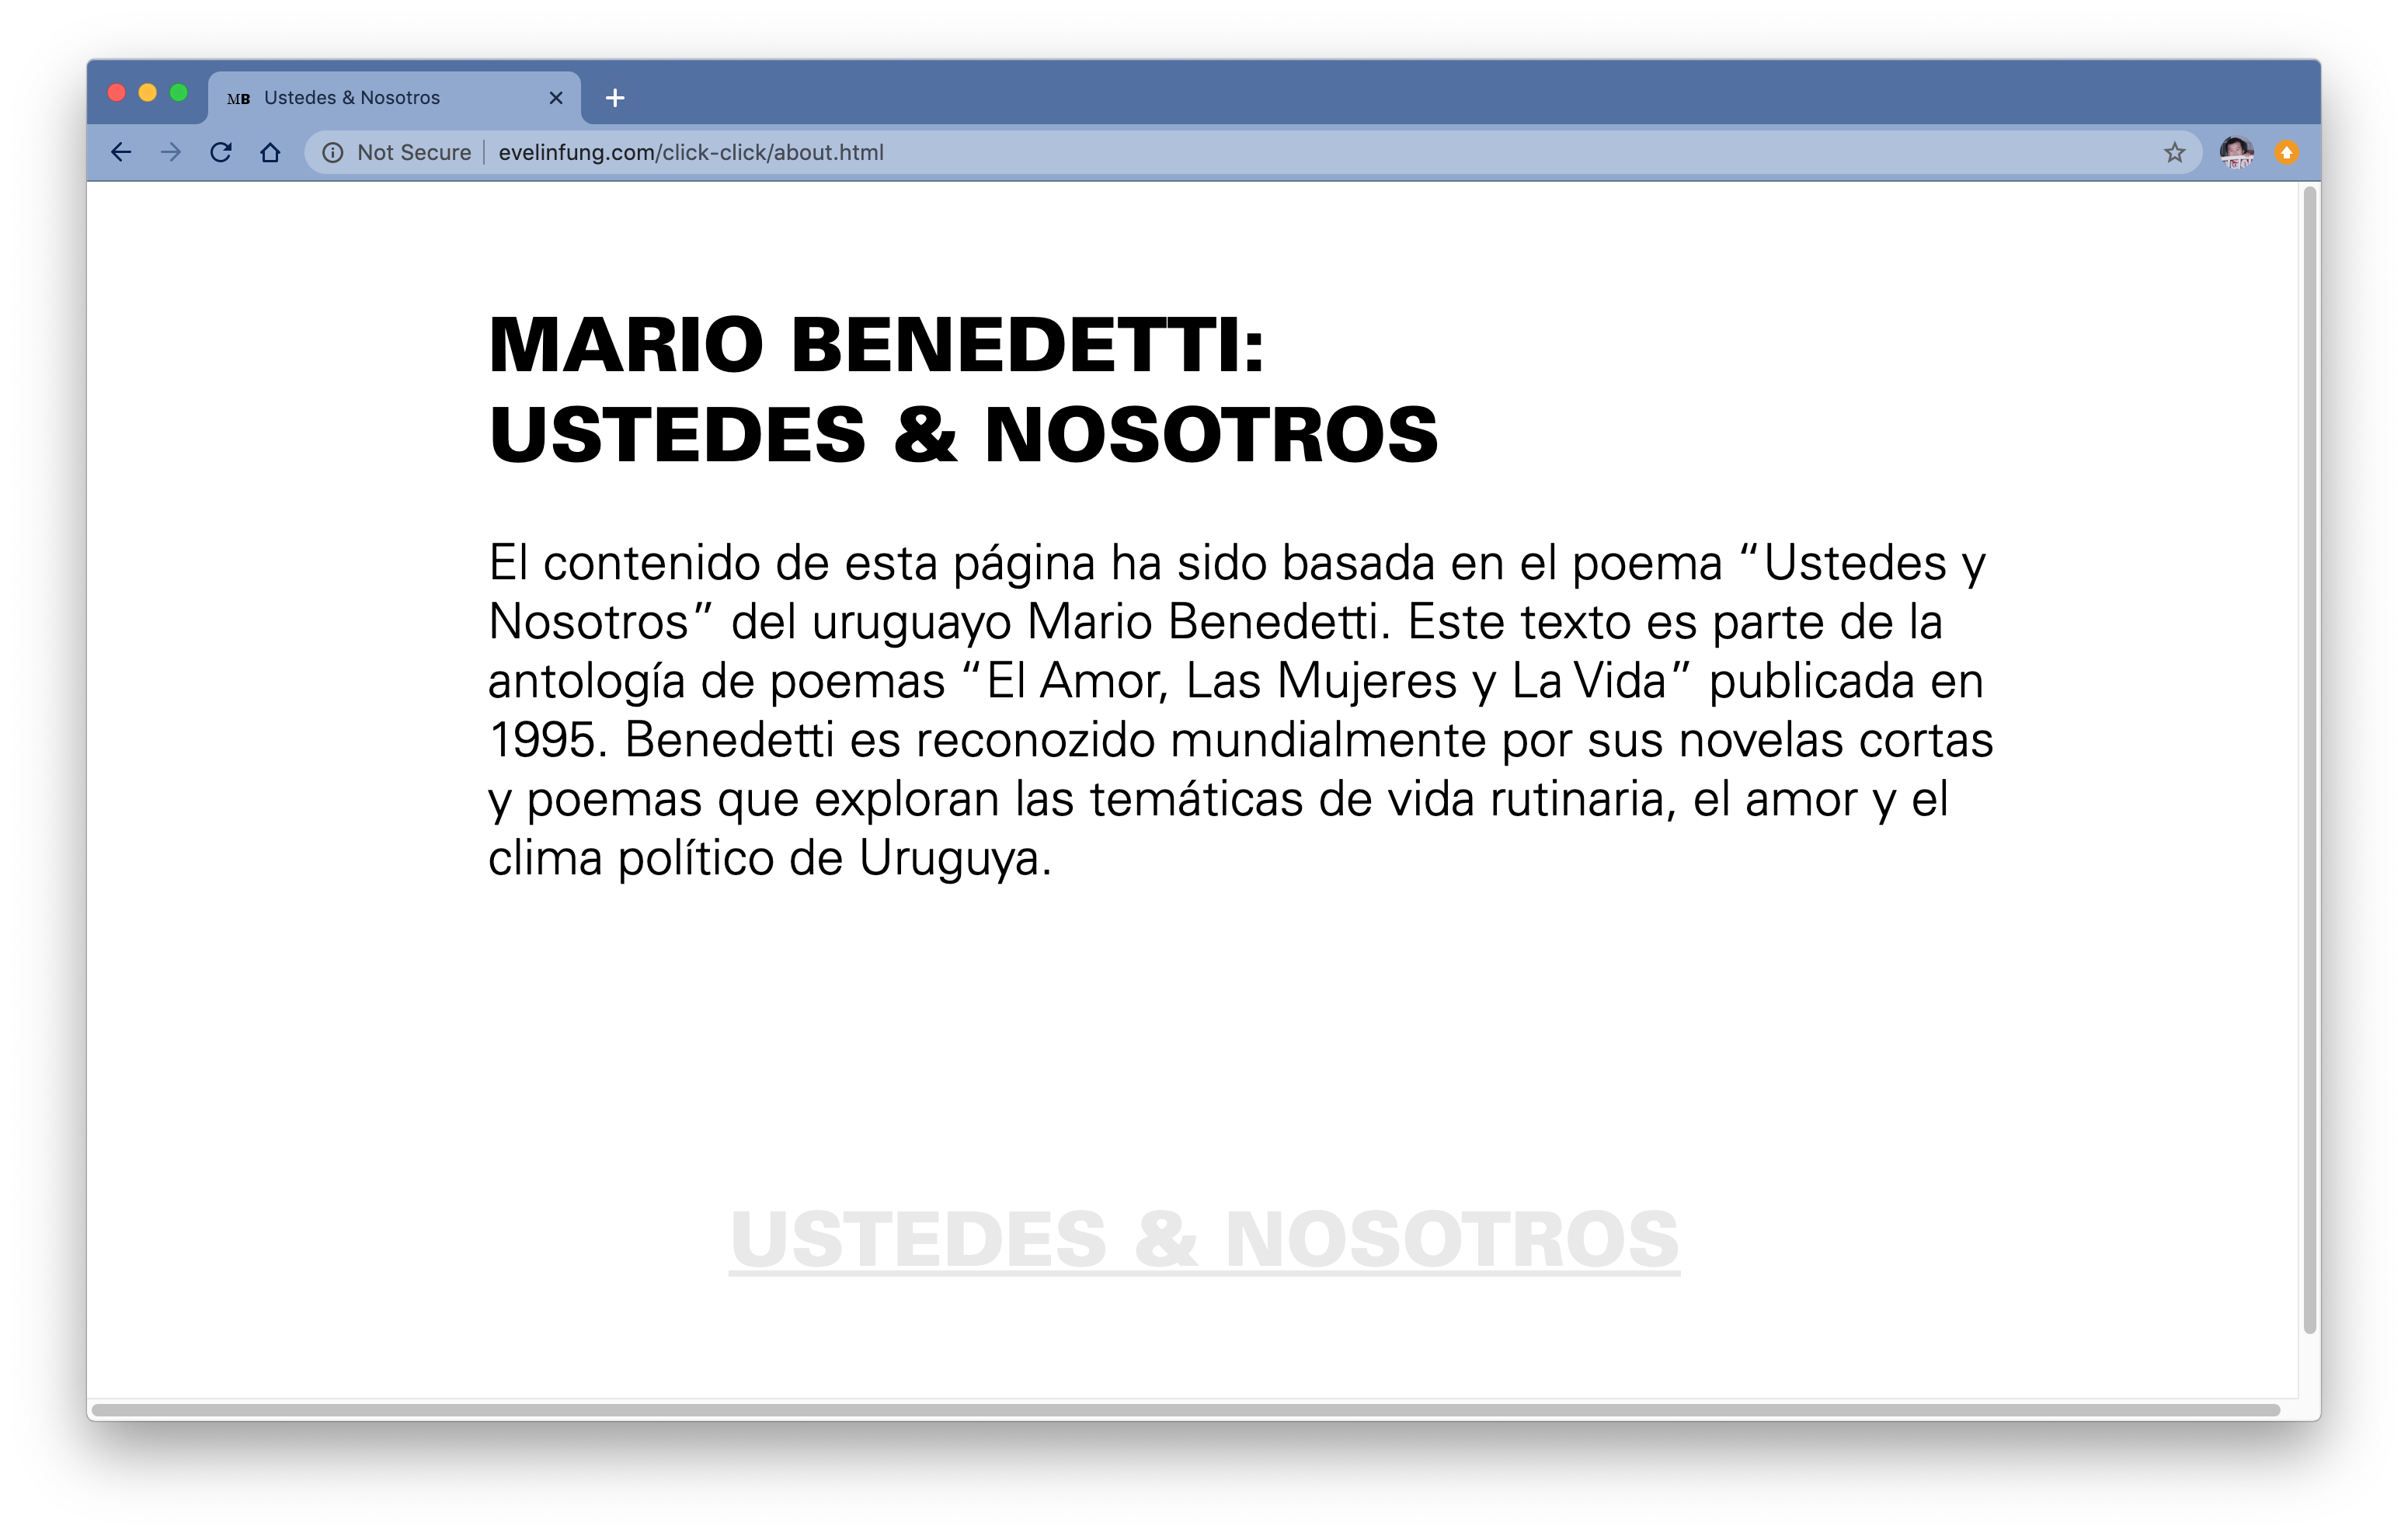 MB Ustedes & Nosotros
Not Secure evelinfung.com/click-click/about.html
MARIO BENEDETTI:
USTEDES & NOSOTROS
El contenido de esta página ha sido basada en el poema “Ustedes y
Nosotros” del uruguayo Mario Benedetti. Este texto es parte de la
antología de poemas “El Amor, Las Mujeres y La Vida” publicada en
1995. Benedetti es reconozido mundialmente por sus novelas cortas
y poemas que exploran las temáticas de vida rutinaria, el amor y el
clima político de Uruguya.
USTEDES & NOSOTROS